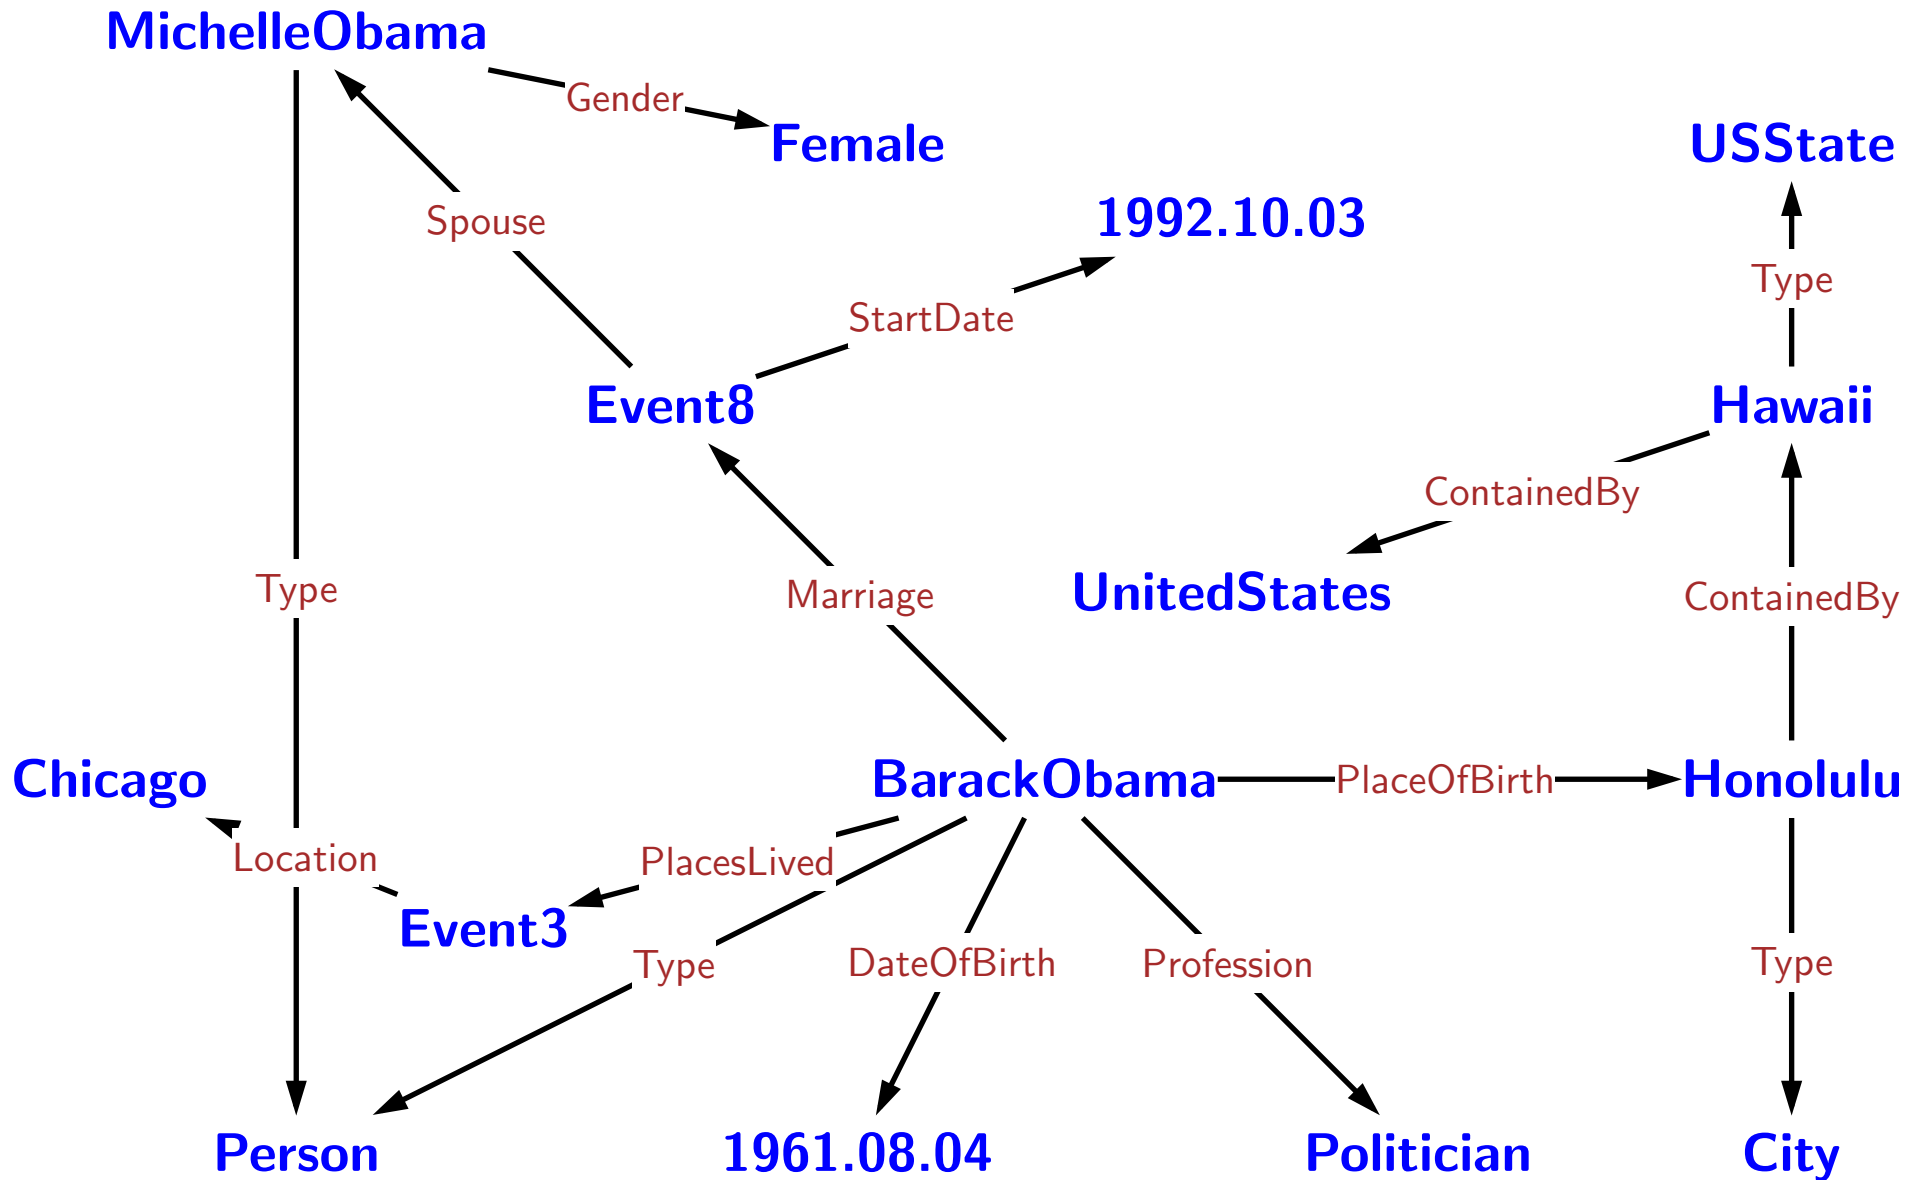 MichelleObama
Gender
Female
USState
Spouse
1992.10.03
Type
StartDate
Event8
Hawaii
ContainedBy
Type
Marriage
UnitedStates
ContainedBy
Chicago
BarackObama
PlaceOfBirth
Honolulu
Location
PlacesLived
Event3
Type
DateOfBirth
Profession
Type
Person
1961.08.04
Politician
City